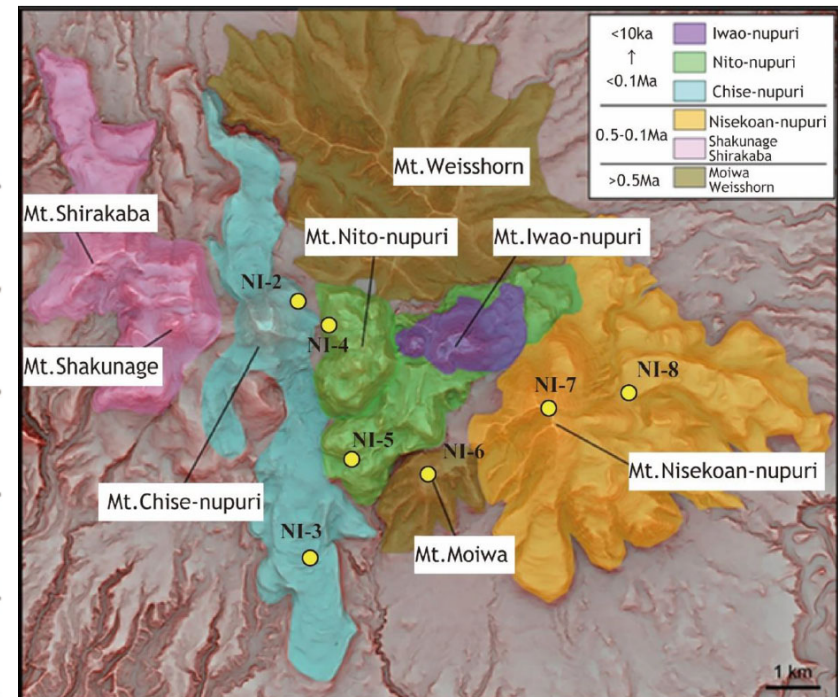 <10ka
↑
<0.1Ma
Iwao-nupuri
Nito-nupuri
Chise-nupuri
0.5-0.1Ma
Nisekoan-nupuri
Shakunage
Shirakaba
>0.5Ma
Moiwa
Weisshorn
Mt.Weisshorn
Mt.Shirakaba
Mt.Nito-nupuri
Mt.Iwao-nupuri
NI-2
NI-4
Mt.Shakunage
NI-7
NI-8
NI-5
NI-6
Mt.Nisekoan-nupuri
Mt.Chise-nupuri
NI-3
Mt.Moiwa
1 km